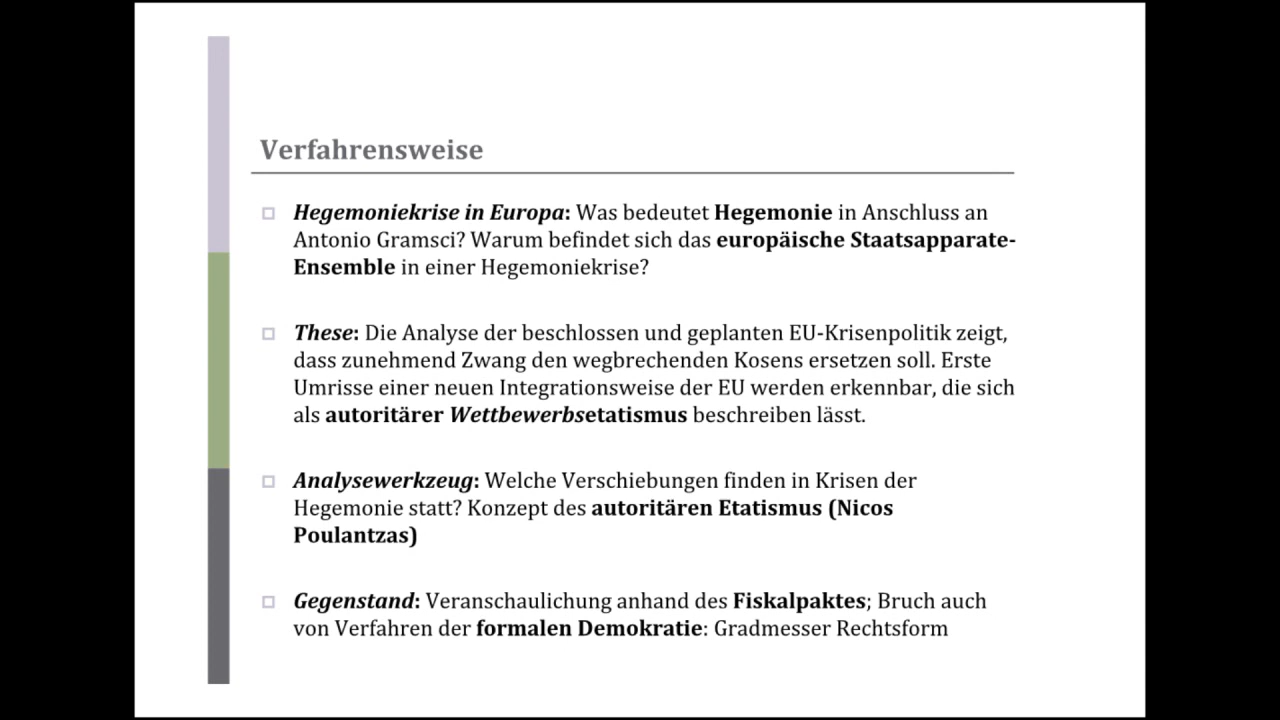 Verfahrensweise
Hegemoniekrise in Europa: Was bedeutet Hegemonie in Anschluss an
Antonio Gramsci? Warum befindet sich das europäische Staatsapparate-
Ensemble in einer Hegemoniekrise?
These: Die Analyse der beschlossen und geplanten EU-Krisenpolitik zeigt,
dass zunehmend Zwang den wegbrechenden Kosens ersetzen soll. Erste
Umrisse einer neuen Integrationsweise der EU werden erkennbar, die sich
als autoritärer Wettbewerbsetatismus beschreiben lässt.
Analysewerkzeug: Welche Verschiebungen finden in Krisen der
Hegemonie statt? Konzept des autoritären Etatismus (Nicos
Poulantzas)
Gegenstand: Veranschaulichung anhand des Fiskalpaktes; Bruch auch
von Verfahren der formalen Demokratie: Gradmesser Rechtsform